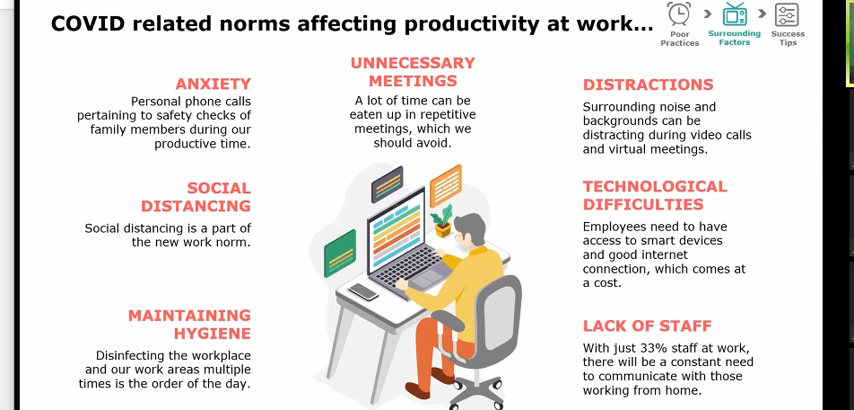 COVID related norms affecting productivity at work...
Poor
Practices
Surrounding
Factors
Success
Tips
ANXIETY
Personal phone calls
pertaining to safety checks of
family members during our
productive time.
UNNECESSARY
MEETINGS
A lot of time can be
eaten up in repetitive
meetings, which we
should avoid.
DISTRACTIONS
Surrounding noise and
backgrounds can be
distracting during video calls
and virtual meetings.
SOCIAL
DISTANCING
Social distancing is a part of
the new work norm.
TECHNOLOGICAL
DIFFICULTIES
Employees need to have
access to smart devices
and good internet
connection, which comes at
a cost.
MAINTAINING
HYGIENE
Disinfecting the workplace
and our work areas multiple
times is the order of the day.
LACK OF STAFF
With just 33% staff at work,
there will be a constant need
to communicate with those
working from home.